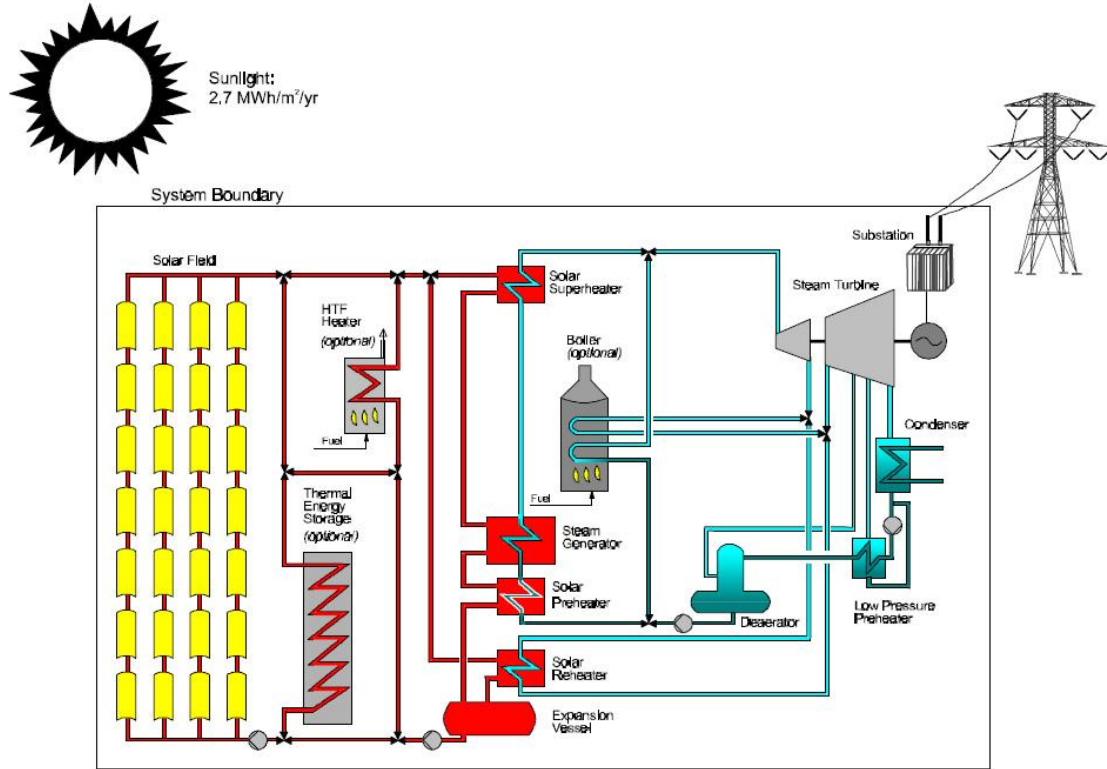 Sunlight:
2,7 MWh/m²/yr
System Boundary
Substation
Solar Field
Solar
Superheater
Steam Turbine
HTF
Heater
(optional)
Boiler
(optional)
Condenser
Fuel
Thermal
Energy
Storage
(optional)
Fuel
Steam
Generator
Solar
Preheater
Deaerator
Low Pressure
Preheater
Solar
Reheater
Expansion
Vessel